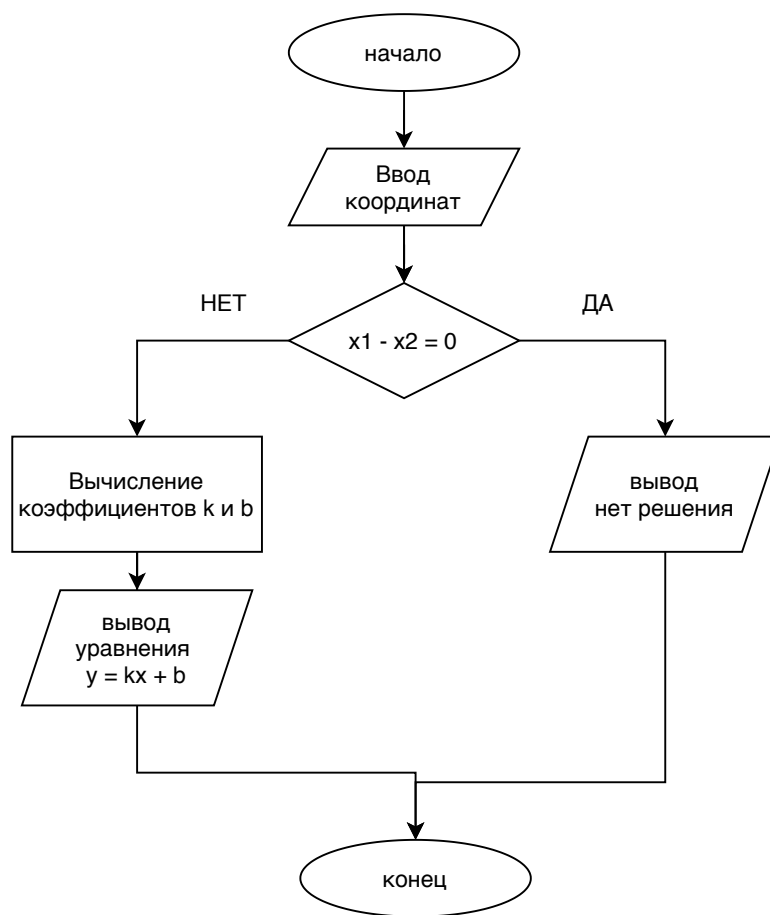 начало
Ввод
координат
НЕТ
ДА
x1 - x2 = 0
Вычисление
коэффициентов k и b
вывод
нет решения
вывод
уравнения
y = kx + b
конец